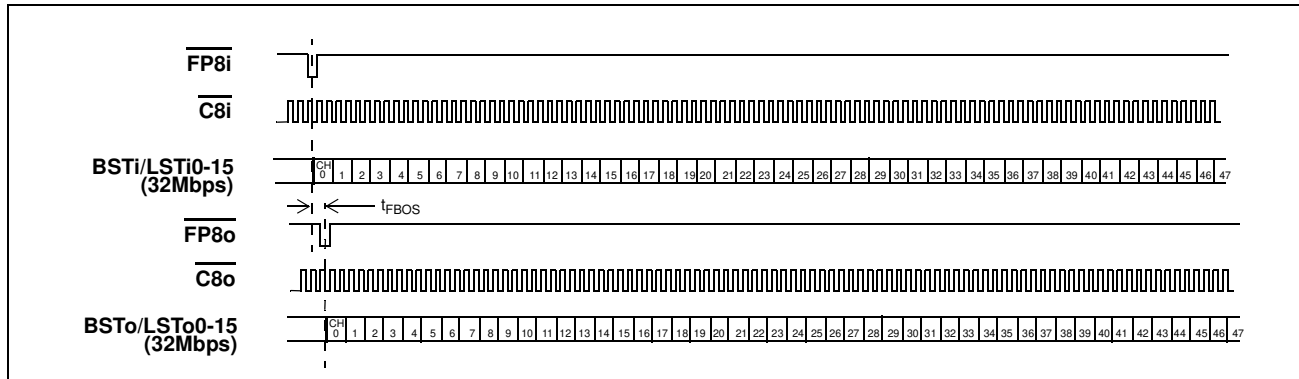 FP8i
C8i
BSTi/LSTi0-15
(32Mbps)
CH
0 1 2 3 4 5 6 7 8 9 10 11 12 13 14 15 16 17 18 19 20 21 22 23 24 25 26 27 28 29 30 31 32 33 34 35 36 37 38 39 40 41 42 43 44 45 46 47
tFBOS
FP8o
C8o
BSTo/LSTo0-15
(32Mbps)
CH
0 1 2 3 4 5 6 7 8 9 10 11 12 13 14 15 16 17 18 19 20 21 22 23 24 25 26 27 28 29 30 31 32 33 34 35 36 37 38 39 40 41 42 43 44 45 46 47